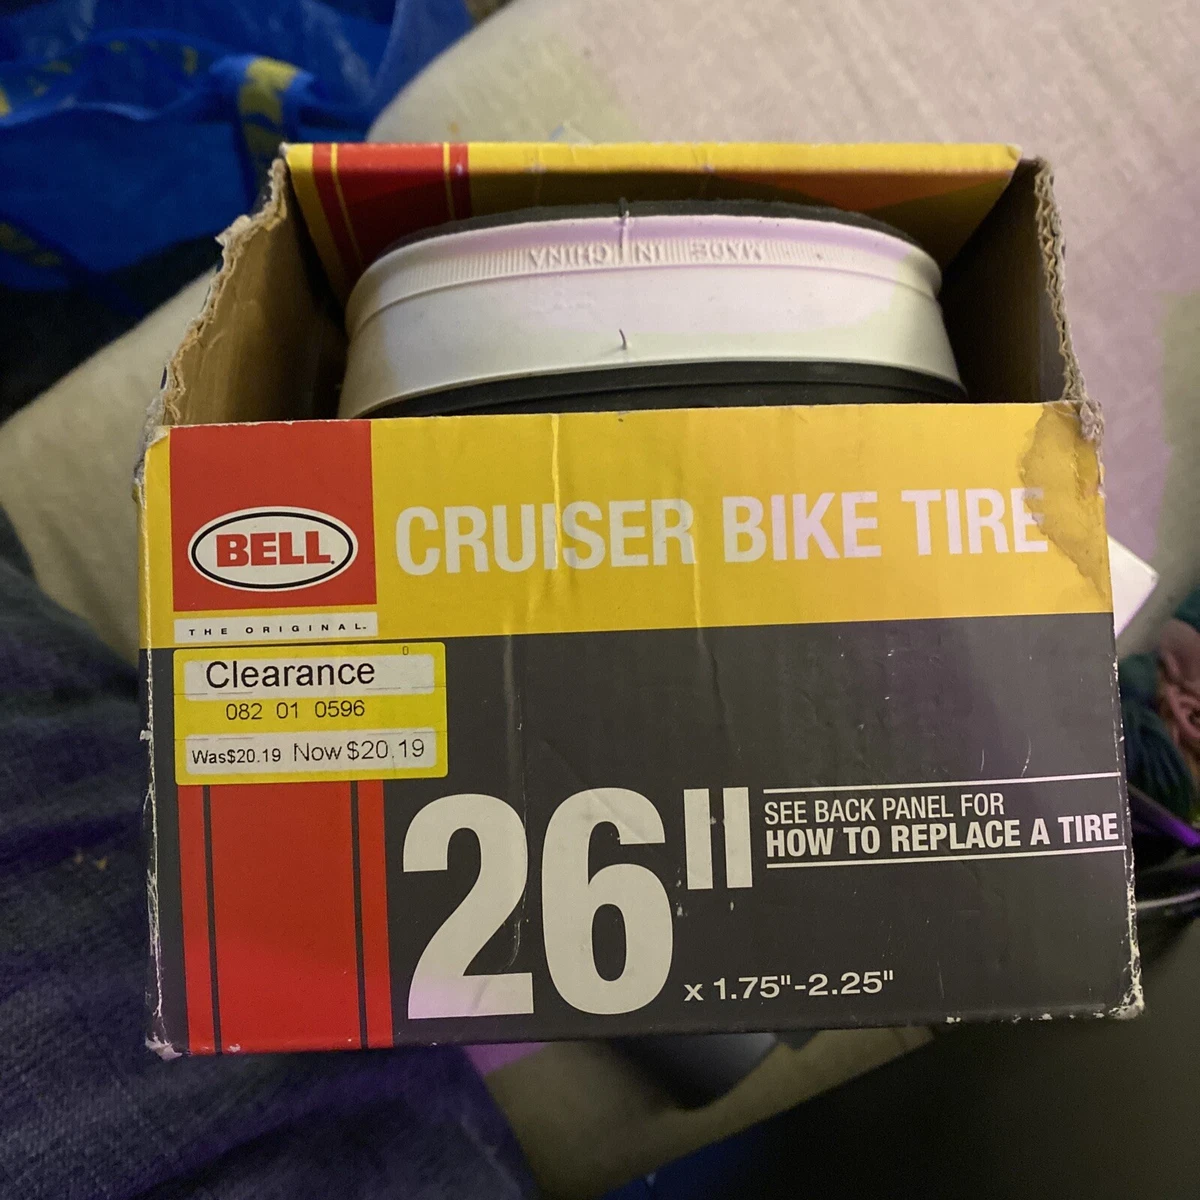 MADE IN CHINA
BELL
CRUISER BIKE TIRE
THE ORIGINAL.
0
Clearance
082 01 0596
Was$20.19 Now $20.19
26"
SEE BACK PANEL FOR
HOW TO REPLACE A TIRE
x 1.75"-2.25"